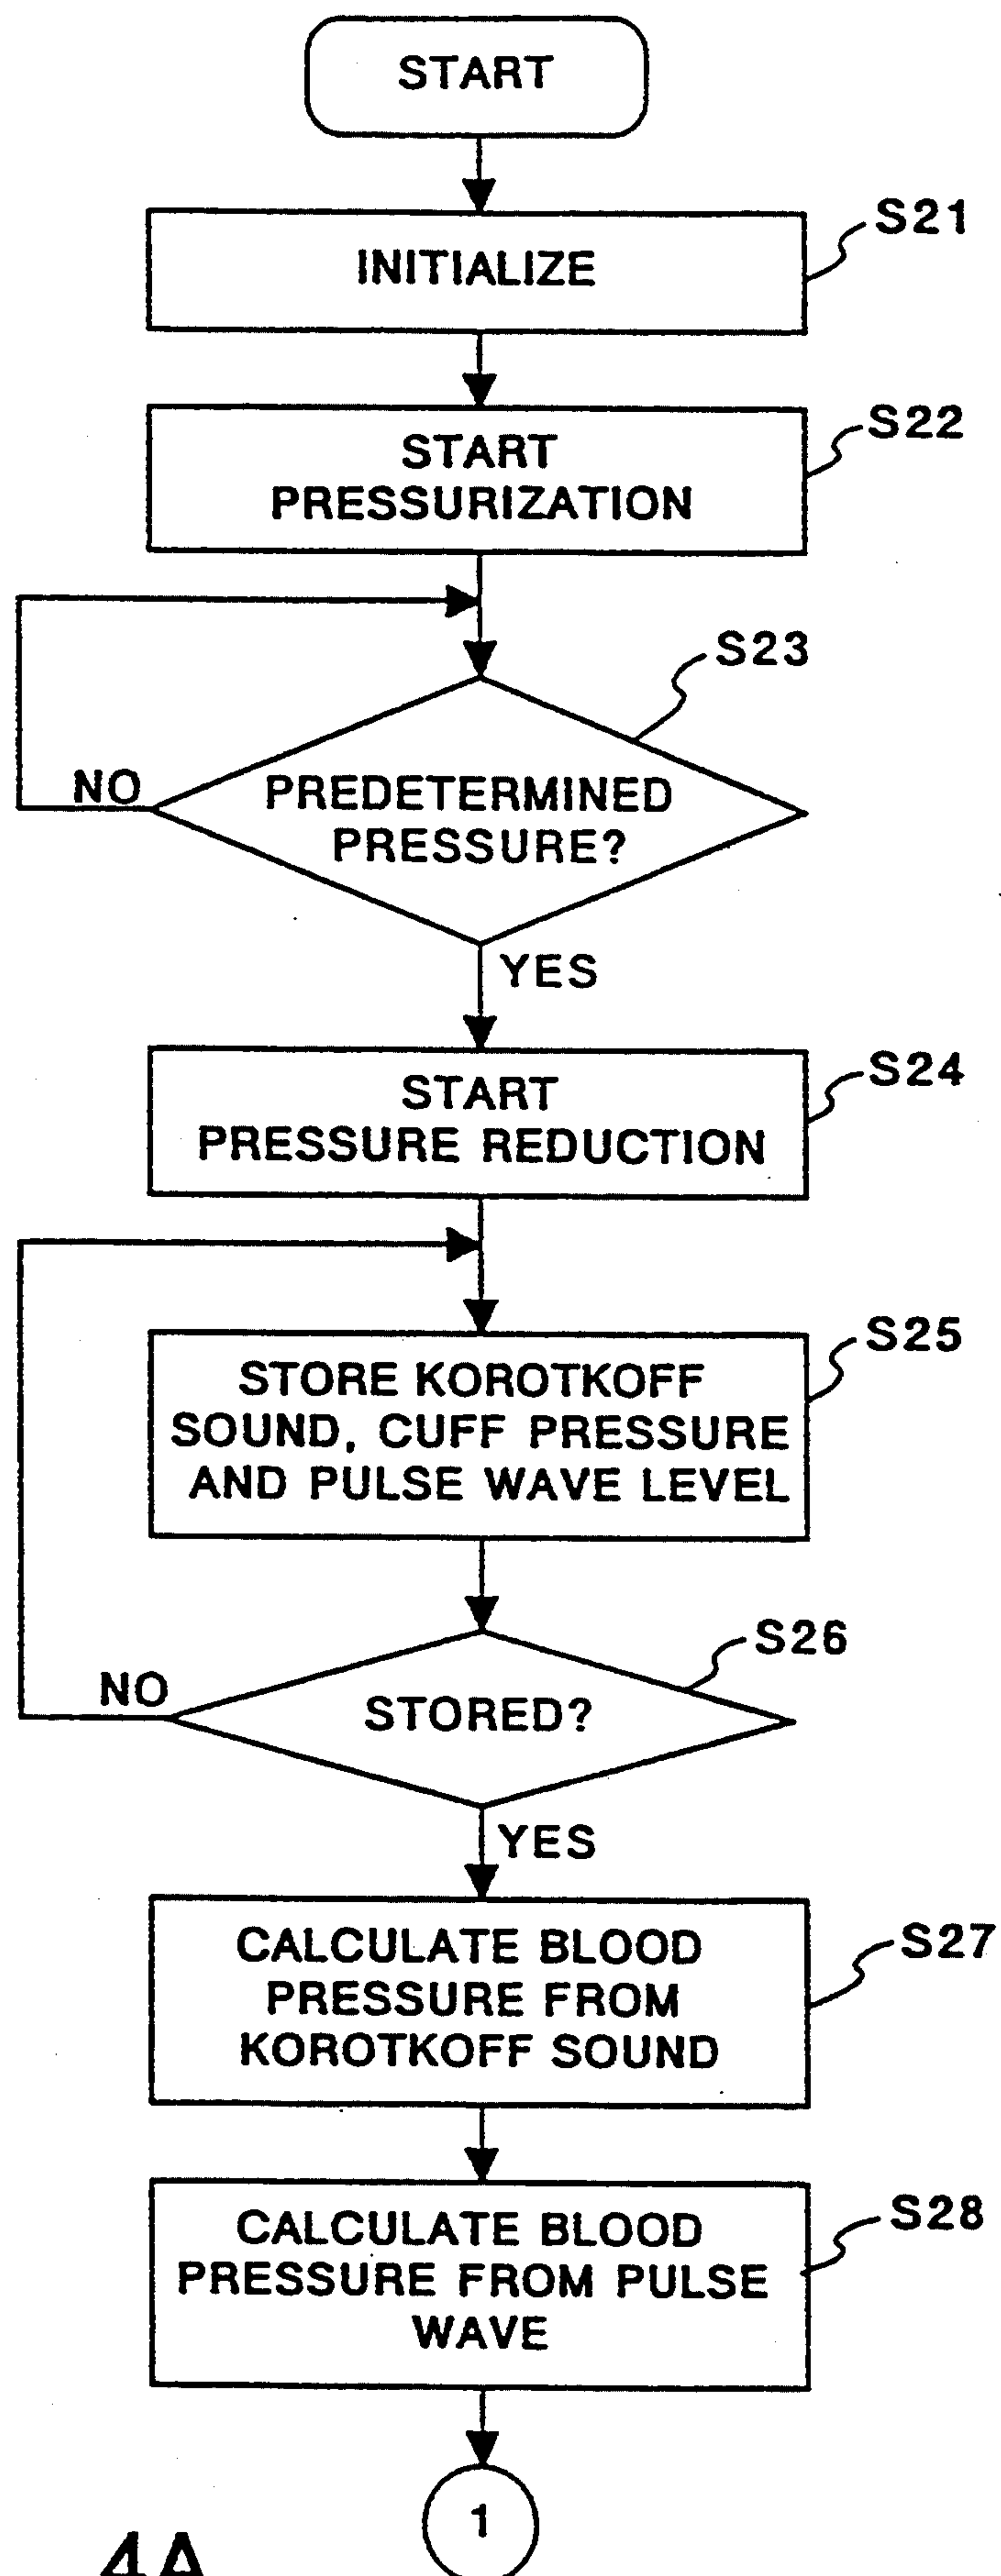 START
S21
INITIALIZE
S22
START
PRESSURIZATION
S23
NO
PREDETERMINED
PRESSURE?
YES
S24
START
PRESSURE REDUCTION
S25
STORE KOROTKOFF
SOUND, CUFF PRESSURE
AND PULSE WAVE LEVEL
S26
NO
STORED?
YES
S27
CALCULATE BLOOD
PRESSURE FROM
KOROTKOFF SOUND
S28
CALCULATE BLOOD
PRESSURE FROM PULSE
WAVE
1
4A